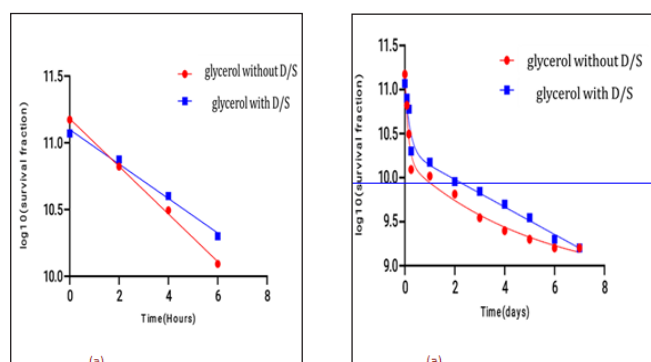 glycerol without D/S
glycerol with D/S
log10(survival fraction)
11.5
11.0
10.5
10.0
0
2
4
6
8
Time(Hours)
(a)
glycerol without D/S
glycerol with D/S
log10(survival fraction)
11.5
11.0
10.5
10.0
9.5
9.0
0
2
4
6
8
Time(days)
(a)